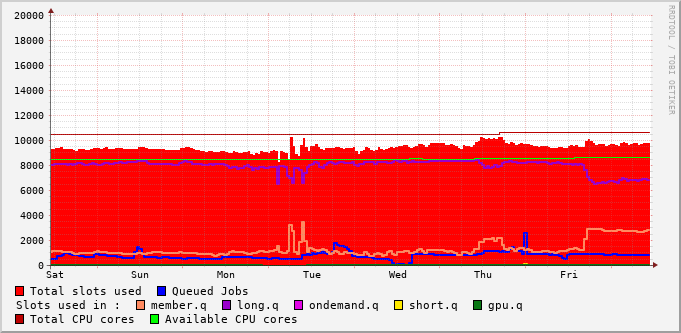 RRDTOOL / TOBI OETIKER
20000
18000
16000
14000
12000
10000
8000
6000
4000
2000
0
Sat Sun Mon Tue Wed Thu Fri
Total slots used Queued Jobs
Slots used in : member.q long.q ondemand.q short.q gpu.q
Total CPU cores Available CPU cores